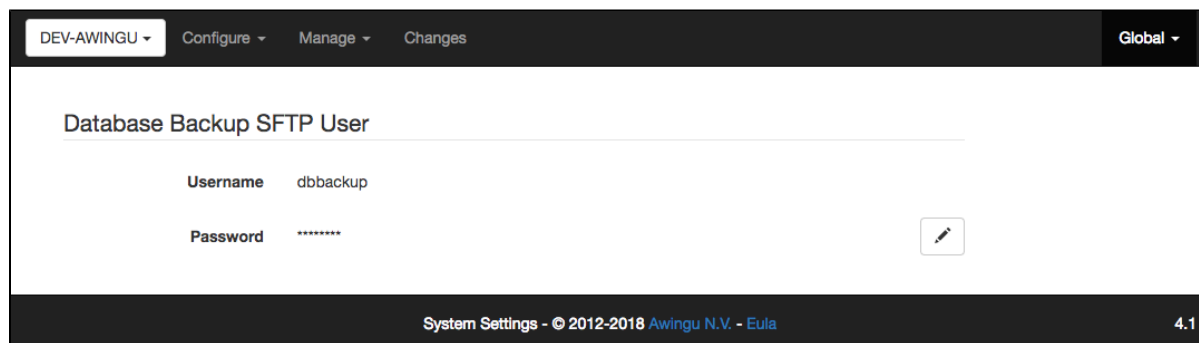 DEV-AWINGU Configure Manage Changes Global
Database Backup SFTP User
Username dbbackup
Password ********
System Settings - © 2012-2018 Awingu N.V. - Eula 4.1